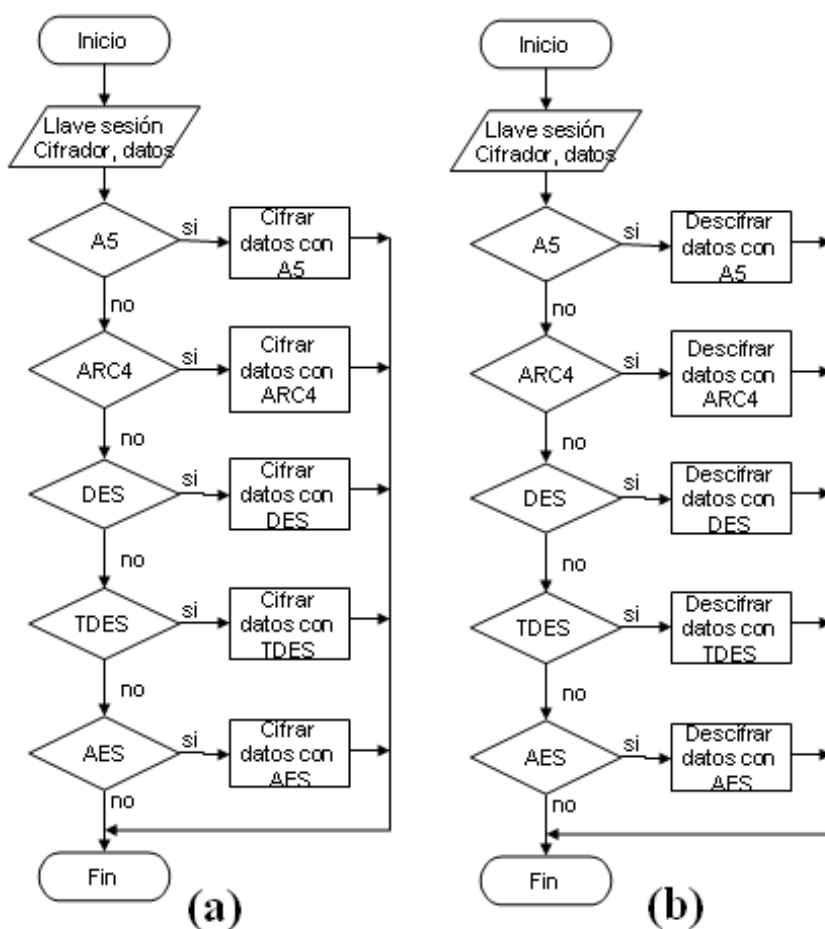 Inicio
Llave sesión
Cifrador, datos
A5
si
Cifrar
datos con
A5
no
ARC4
si
Cifrar
datos con
ARC4
no
DES
si
Cifrar
datos con
DES
no
TDES
si
Cifrar
datos con
TDES
no
AES
si
Cifrar
datos con
AES
no
Fin
(a)
Inicio
Llave sesión
Cifrador, datos
A5
si
Descifrar
datos con
A5
no
ARC4
si
Descifrar
datos con
ARC4
no
DES
si
Descifrar
datos con
DES
no
TDES
si
Descifrar
datos con
TDES
no
AES
si
Descifrar
datos con
AES
no
Fin
(b)